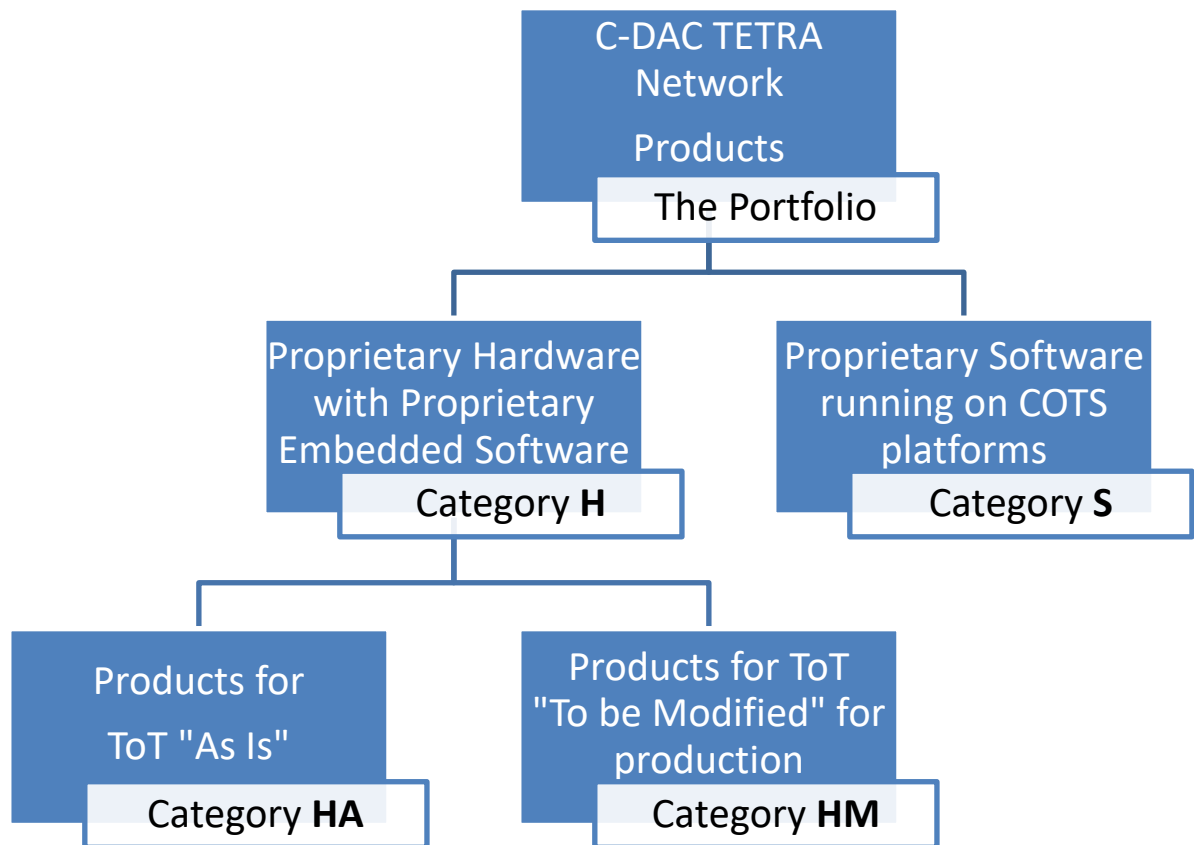 C-DAC TETRA
Network
Products
The Portfolio
Proprietary Hardware
with Proprietary
Embedded Software
Category H
Proprietary Software
running on COTS
platforms
Category S
Products for
ToT "As Is"
Category HA
Products for ToT
"To be Modified" for
production
Category HM